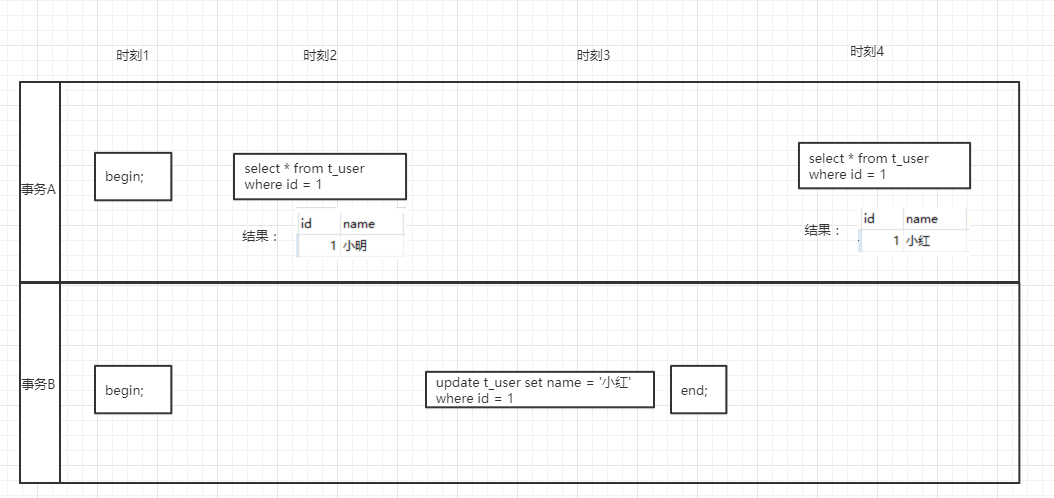 时刻1
时刻2
时刻3
时刻4
事务A
begin;
select * from t_user
where id = 1
结果：
id name
1 小明
select * from t_user
where id = 1
结果：
id name
1 小红
事务B
begin;
update t_user set name = '小红'
where id = 1
end;